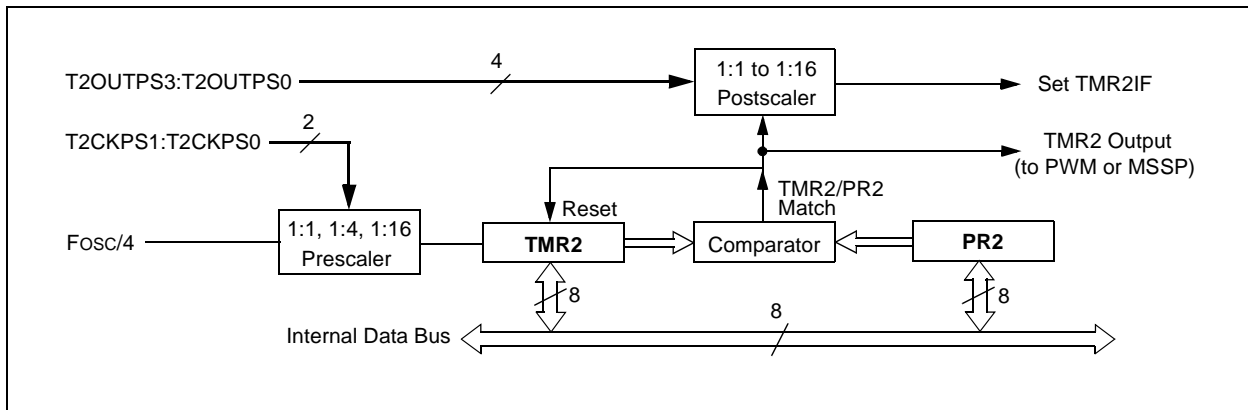 T2OUTPS3:T2OUTPS0
4
1:1 to 1:16
Postscaler
Set TMR2IF
T2CKPS1:T2CKPS0
2
TMR2 Output
(to PWM or MSSP)
TMR2/PR2
Match
Reset
FOSC/4
1:1, 1:4, 1:16
Prescaler
TMR2
Comparator
PR2
8
8
Internal Data Bus
8